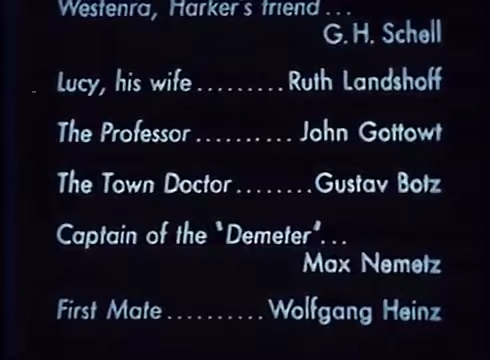 Westenra, Harker's friend ...
G. H. Schell
Lucy, his wife ......... Ruth Landshoff
The Professor .......... John Gottowt
The Town Doctor ........ Gustav Botz
Captain of the 'Demeter' ...
Max Nemetz
First Mate .......... Wolfgang Heinz